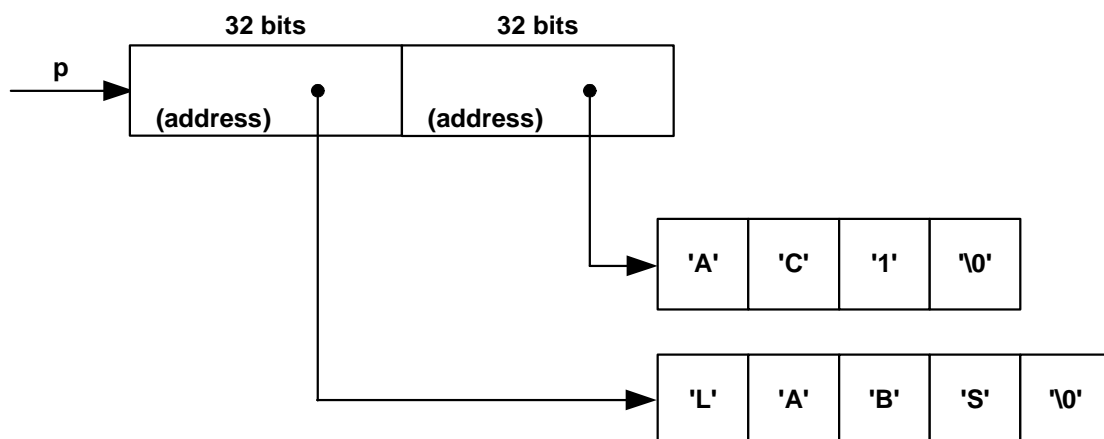 32 bits 32 bits
p
(address) (address)
'A' 'C' '1' '\0'
'L' 'A' 'B' 'S' '\0'